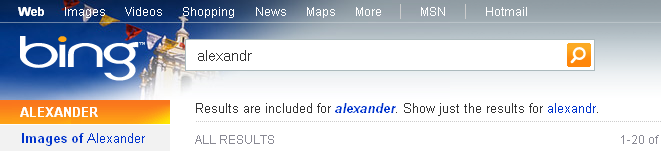 Web Images Videos Shopping News Maps More | MSN | Hotmail
bing™
alexandr
ALEXANDER
Results are included for alexander. Show just the results for alexandr.
Images of Alexander
ALL RESULTS 1-20 of